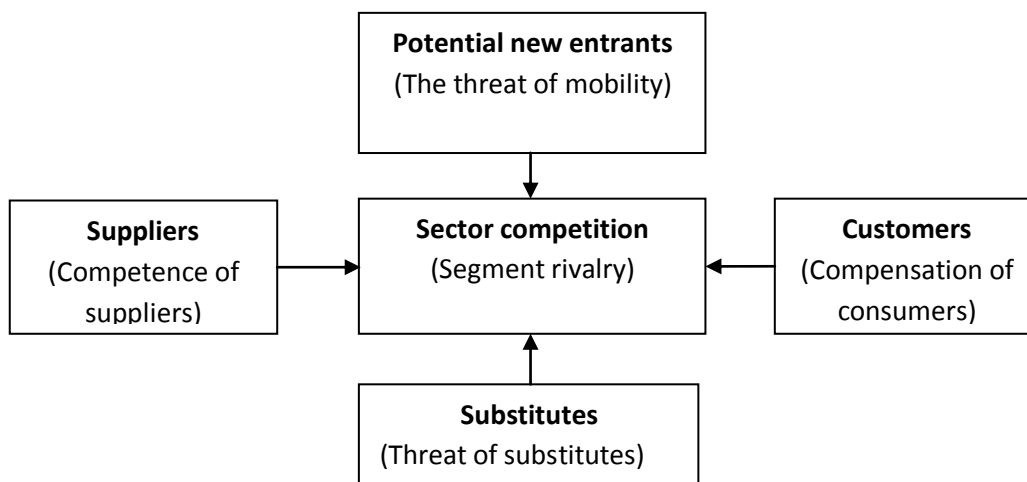 Potential new entrants
(The threat of mobility)
Suppliers
(Competence of
suppliers)
Sector competition
(Segment rivalry)
Customers
(Compensation of
consumers)
Substitutes
(Threat of substitutes)